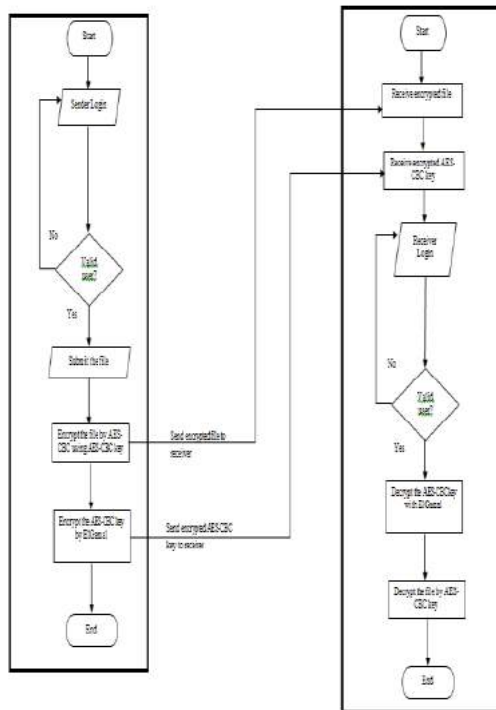 Start
Sender Login
No
Valid
user?
Yes
Submit the file
Encrypt the file by AES-
CBC using AES-CBC key
Send encrypted file to
receiver
Encrypt the AES-CBC key
by ElGamal
Send encrypted AES-CBC
key to receiver
End
Start
Receive encrypted file
Receive encrypted AES-
CBC key
Receiver
Login
No
Valid
user?
Yes
Decrypt the AES-CBC key
with ElGamal
Decrypt the file by AES-
CBC key
End